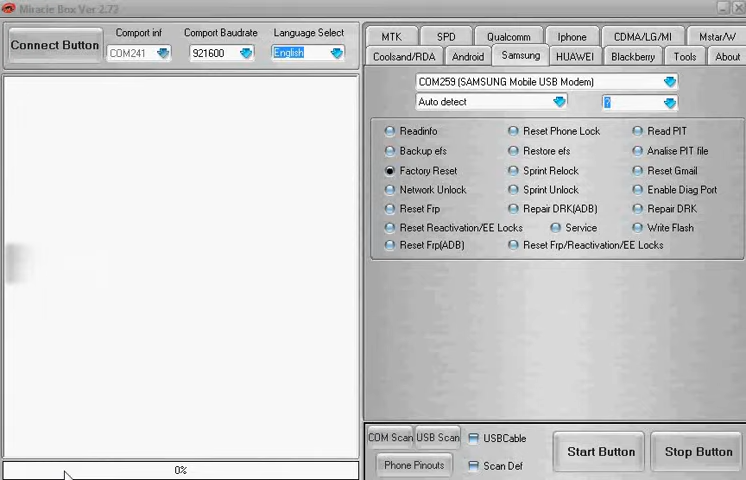 Miracle Box Ver 2.72
Connect Button
Comport inf
Comport Baudrate
Language Select
COM241
921600
English
MTK
SPD
Qualcomm
Iphone
CDMA/LG/MI
Mstar/W
Coolsand/RDA
Android
Samsung
HUAWEI
Blackberry
Tools
About
COM259 (SAMSUNG Mobile USB Modem)
Auto detect
?
Readinfo
Reset Phone Lock
Read PIT
Backup efs
Restore efs
Analise PIT file
Factory Reset
Sprint Relock
Reset Gmail
Network Unlock
Sprint Unlock
Enable Diag Port
Reset Frp
Repair DRK(ADB)
Repair DRK
Reset Reactivation/EE Locks
Service
Write Flash
Reset Frp(ADB)
Reset Frp/Reactivation/EE Locks
COM Scan
USB Scan
USBCable
Phone Pinouts
Scan Def
Start Button
Stop Button
0%